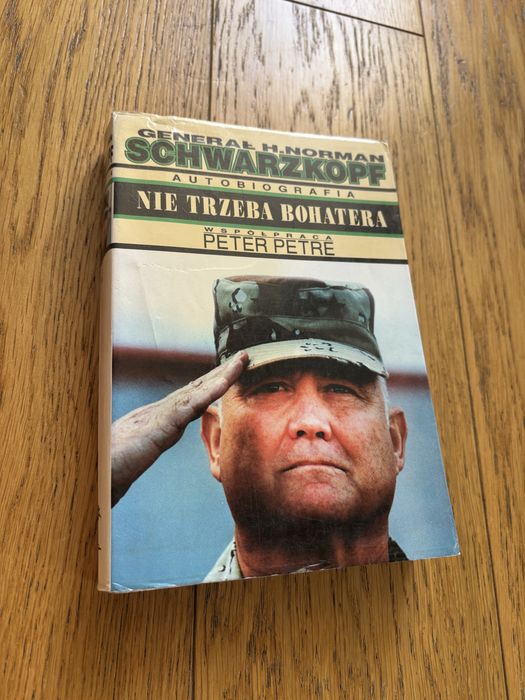 GENERAŁ H. NORMAN
SCHWARZKOPF
AUTOBIOGRAFIA
NIE TRZEBA BOHATERA
WSPÓŁPRACA
PETER PETRE